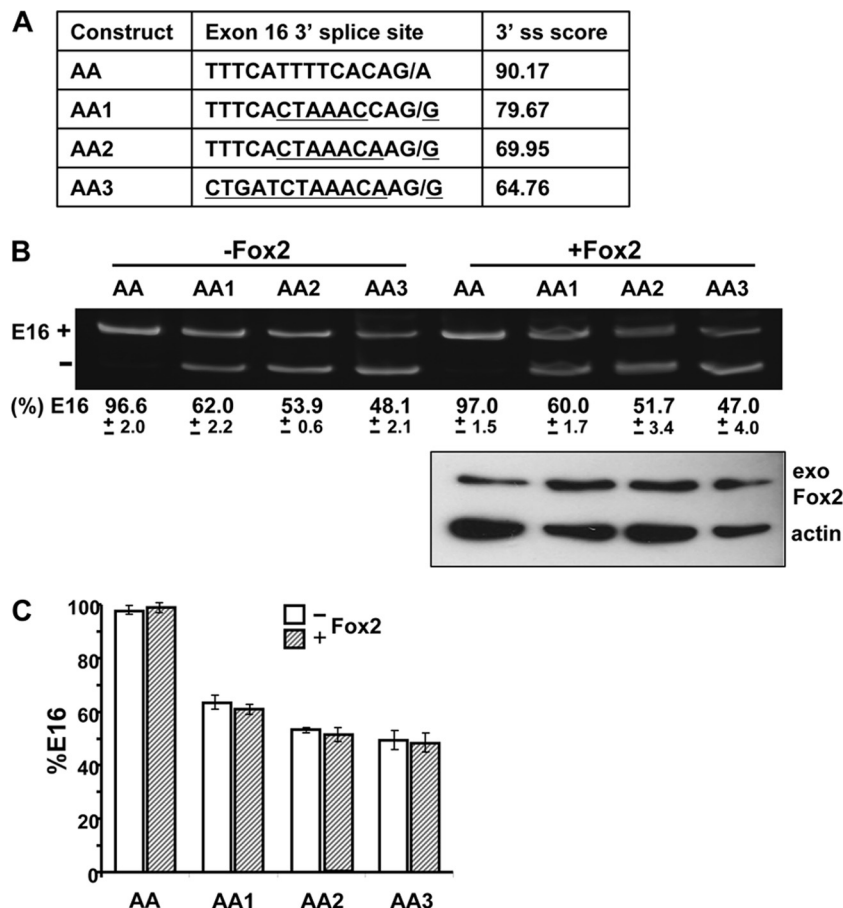 A
Construct Exon 16 3’ splice site 3’ ss score
AA TTTCATTTTCACAG/A 90.17
AA1 TTTCACTAAACCAG/G 79.67
AA2 TTTCACTAAACAAG/G 69.95
AA3 CTGATCTAAACAAG/G 64.76
B
-Fox2 +Fox2
AA AA1 AA2 AA3 AA AA1 AA2 AA3
E16 +
–
(%) E16 96.6 62.0 53.9 48.1 97.0 60.0 51.7 47.0
± 2.0 ± 2.2 ± 0.6 ± 2.1 ± 1.5 ± 1.7 ± 3.4 ± 4.0
exo
Fox2
actin
C
100
80
60
40
20
0
%E16
– Fox2
+
AA AA1 AA2 AA3